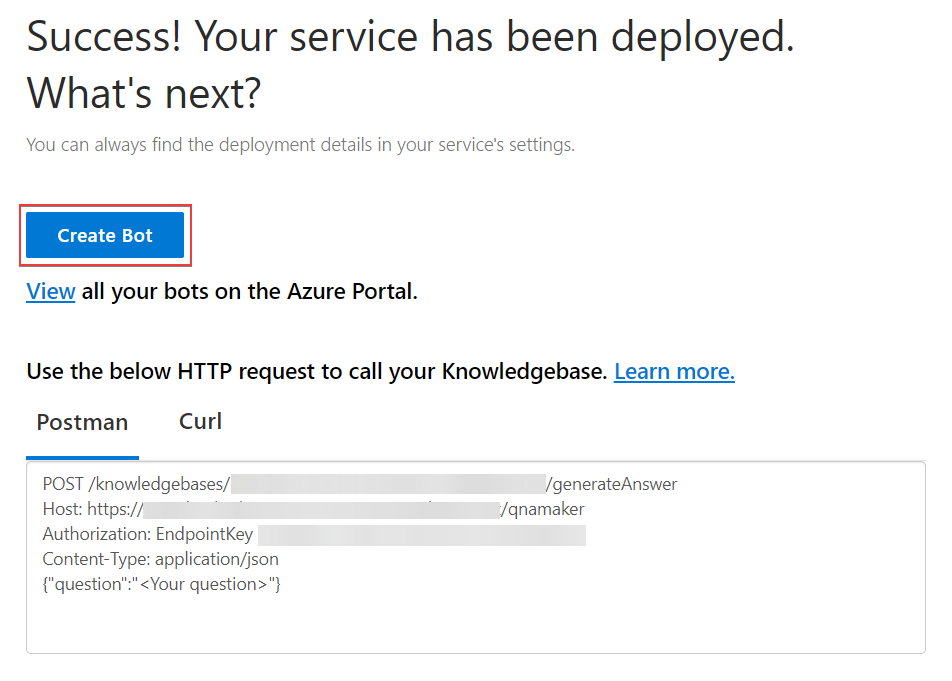 Success! Your service has been deployed.
What's next?
You can always find the deployment details in your service's settings.
Create Bot
View all your bots on the Azure Portal.
Use the below HTTP request to call your Knowledgebase. Learn more.
Postman Curl
POST /knowledgebases/ /generateAnswer
Host: https:// /qnamaker
Authorization: EndpointKey
Content-Type: application/json
{"question":"<Your question>"}